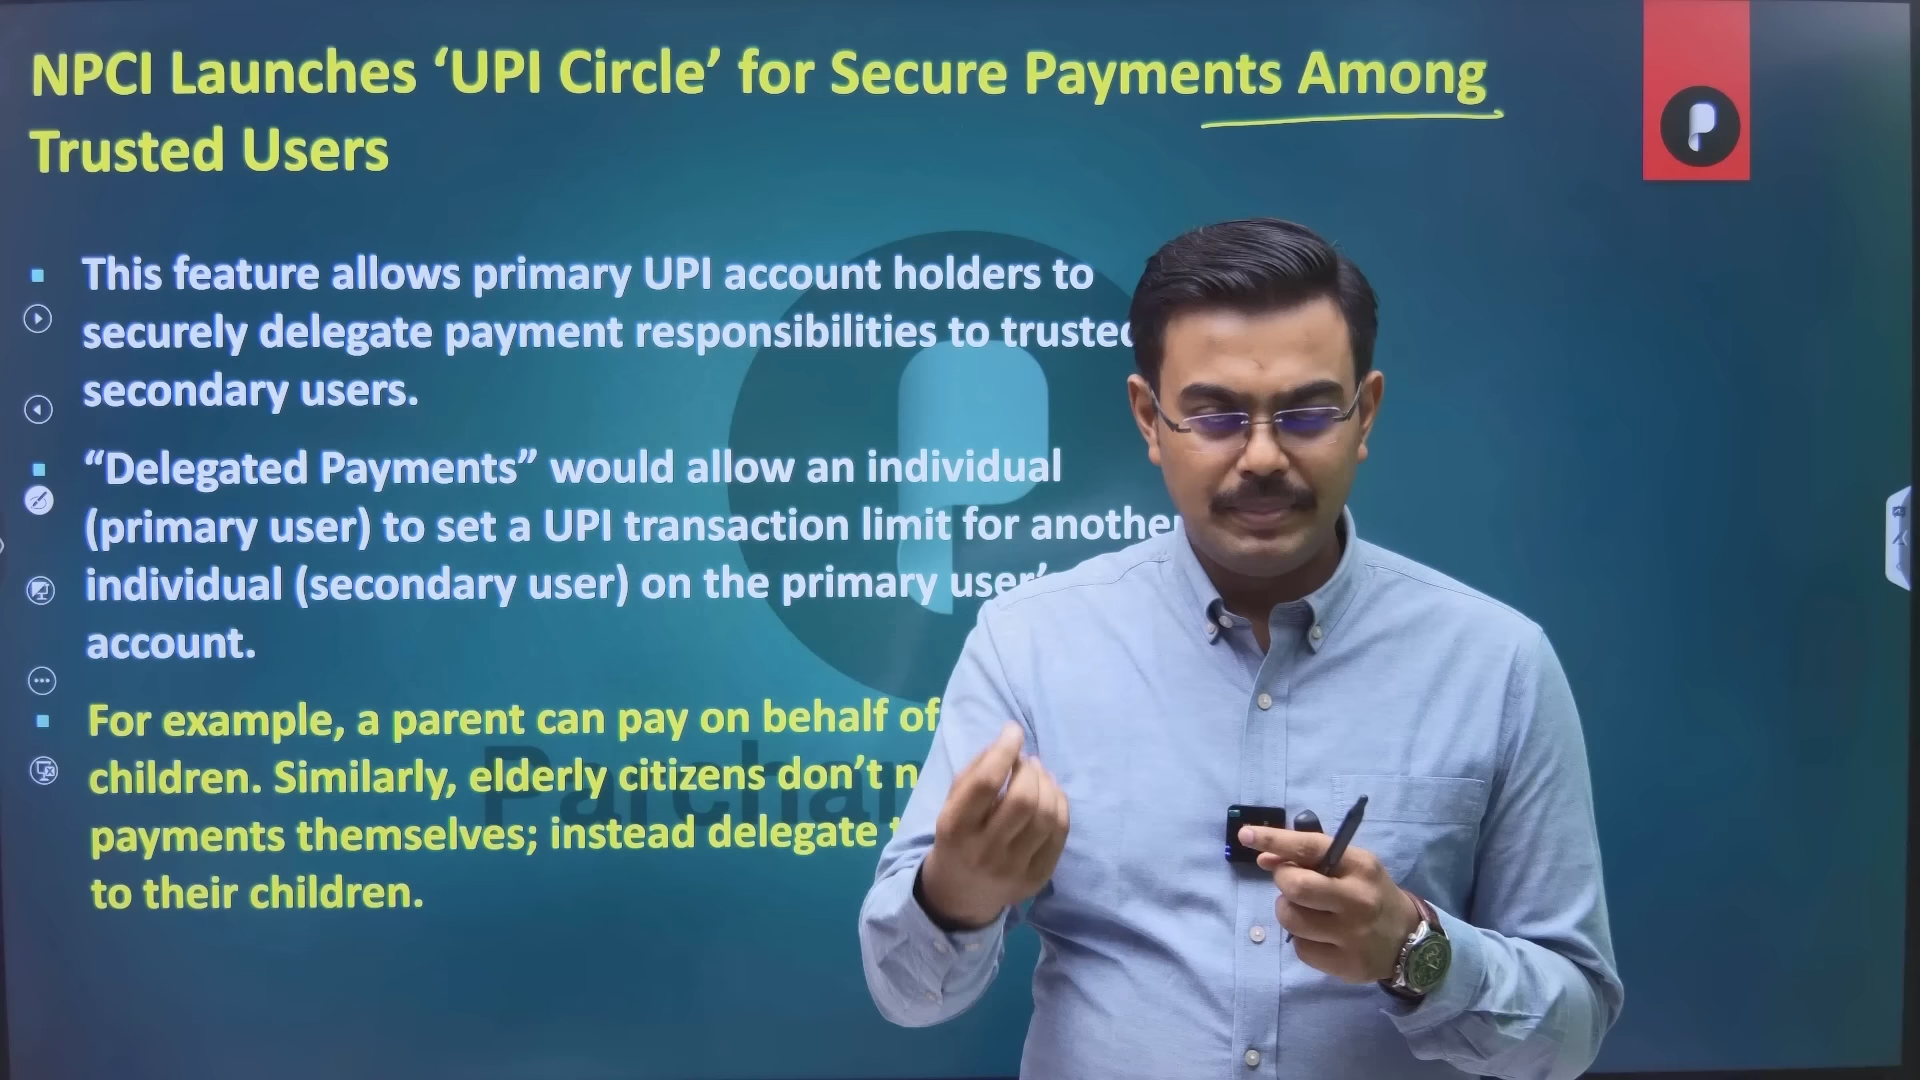 NPCI Launches ‘UPI Circle’ for Secure Payments Among
Trusted Users
This feature allows primary UPI account holders to
securely delegate payment responsibilities to trusted
secondary users.
“Delegated Payments” would allow an individual
(primary user) to set a UPI transaction limit for another
individual (secondary user) on the primary user’s
account.
For example, a parent can pay on behalf of
children. Similarly, elderly citizens don’t
payments themselves; instead delegate
to their children.